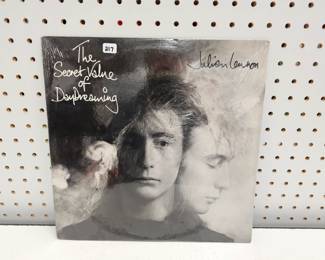 The
Secret Value
of
Daydreaming
217
Julian Lennon